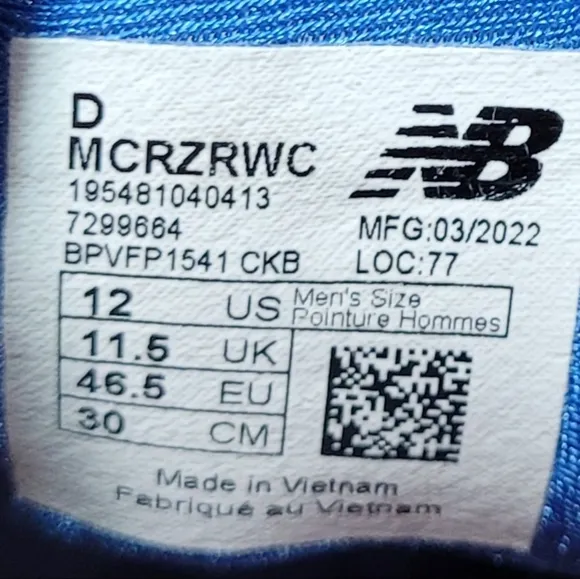 D
NB
MCRZRWC
195481040413
7299664
MFG:03/2022
BPVFP1541 CKB
LOC:77
12 US Men's Size
Pointure Hommes
11.5 UK
46.5 EU
30 CM
Made in Vietnam
Fabriqué au Vietnam